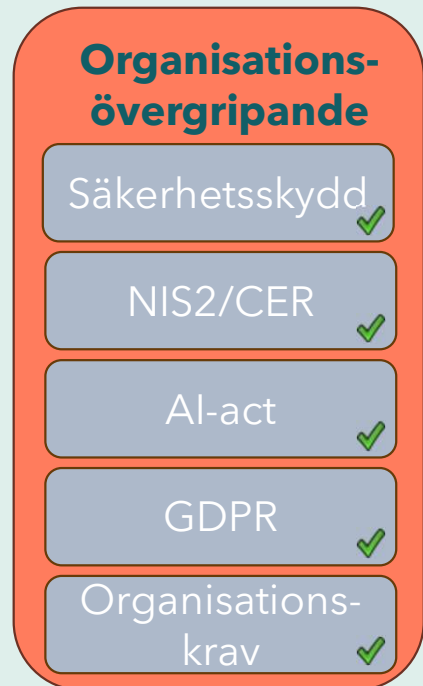 Organisations-
övergripande
Säkerhetsskydd
NIS2/CER
AI-act
GDPR
Organisations-
krav